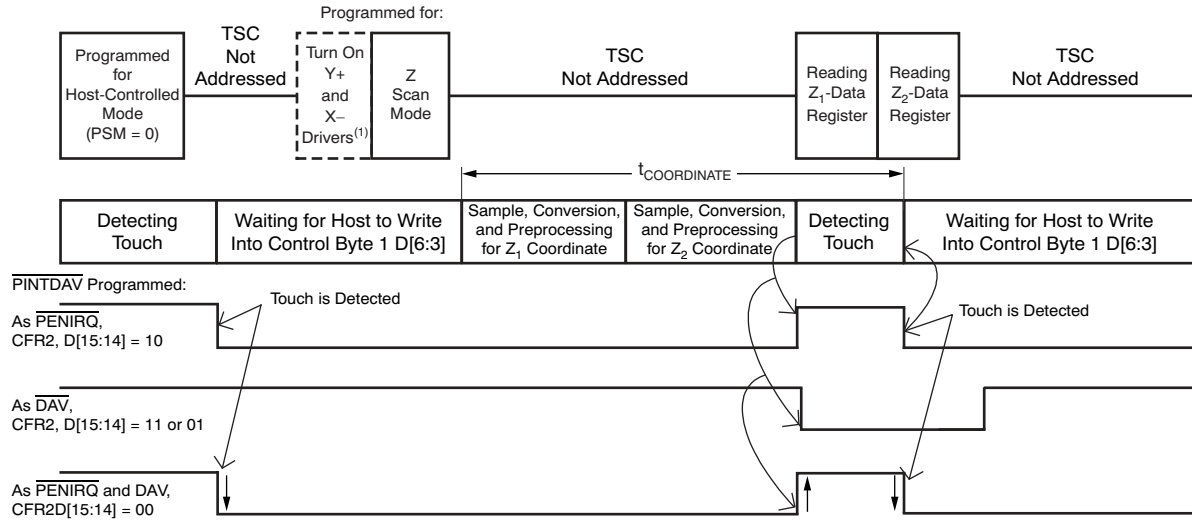 Programmed for:
Programmed
for
Host-Controlled
Mode
(PSM = 0)
TSC
Not
Addressed
Turn On
Y+
and
X–
Drivers(1)
Z
Scan
Mode
TSC
Not Addressed
Reading
Z1-Data
Register
Reading
Z2-Data
Register
TSC
Not Addressed
tCOORDINATE
Detecting
Touch
Waiting for Host to Write
Into Control Byte 1 D[6:3]
Sample, Conversion,
and Preprocessing
for Z1 Coordinate
Sample, Conversion,
and Preprocessing
for Z2 Coordinate
Detecting
Touch
Waiting for Host to Write
Into Control Byte 1 D[6:3]
PINTDAV Programmed:
Touch is Detected
Touch is Detected
As PENIRQ,
CFR2, D[15:14] = 10
As DAV,
CFR2, D[15:14] = 11 or 01
As PENIRQ and DAV,
CFR2D[15:14] = 00